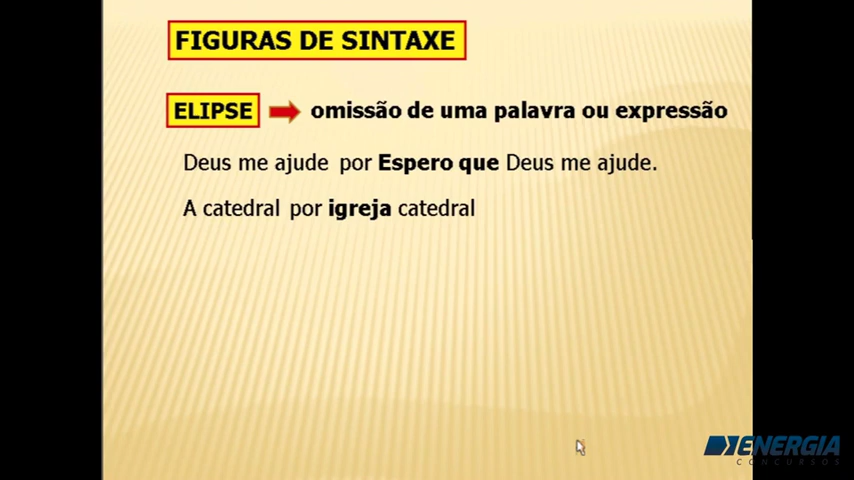 FIGURAS DE SINTAXE
ELIPSE omissão de uma palavra ou expressão
Deus me ajude por Espero que Deus me ajude.
A catedral por igreja catedral
ENERGIA
CONCURSOS